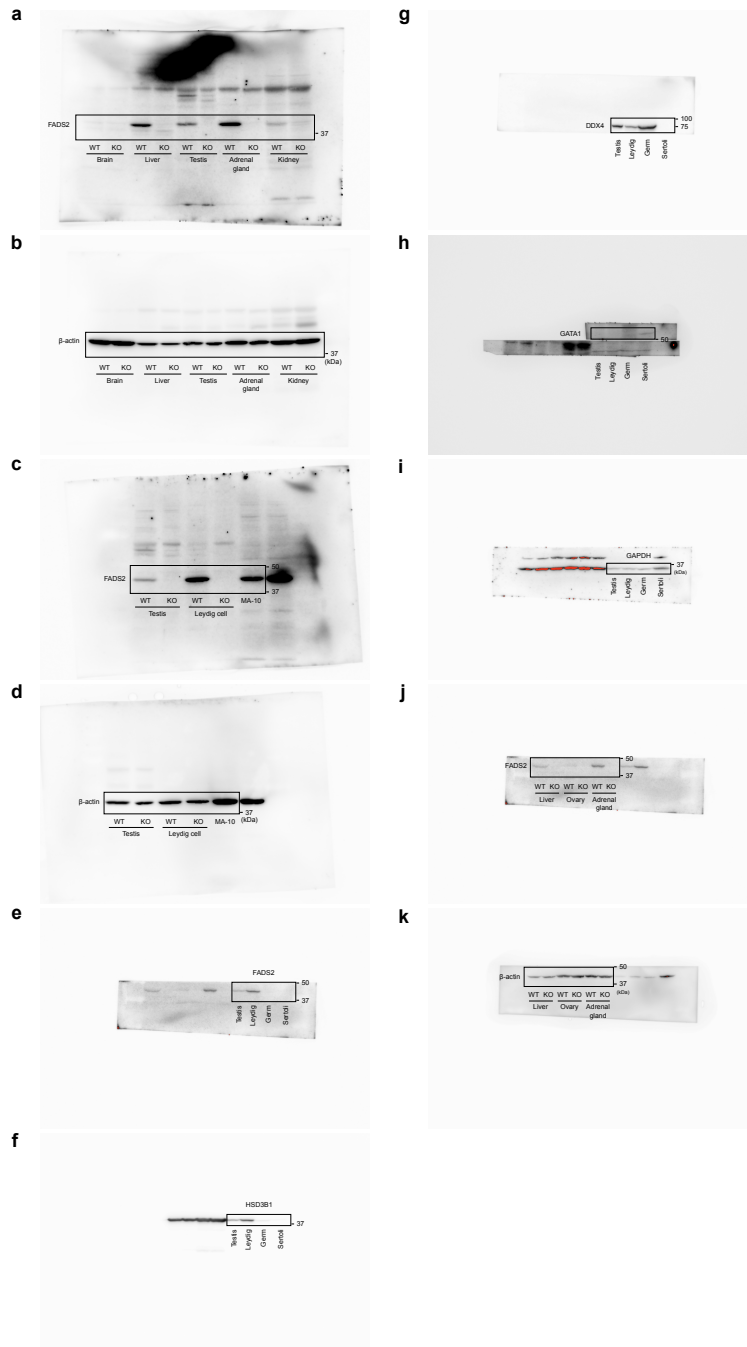 a
FADS2
37
WT KO WT KO WT KO WT KO WT KO
Brain Liver Testis Adrenal gland Kidney
b
β-actin
37
(kDa)
WT KO WT KO WT KO WT KO WT KO
Brain Liver Testis Adrenal gland Kidney
c
FADS2
50
37
WT KO WT KO MA-10
Testis Leydig cell
d
β-actin
37
(kDa)
WT KO WT KO MA-10
Testis Leydig cell
e
FADS2
50
37
Testis Leydig Germ Sertoli
f
HSD3B1
37
Testis Leydig Germ Sertoli
g
DDX4
100
75
Testis Leydig Germ Sertoli
h
GATA1
50
Testis Leydig Germ Sertoli
i
GAPDH
37
(kDa)
Testis Leydig Germ Sertoli
j
FADS2
50
37
WT KO WT KO WT KO
Liver Ovary Adrenal gland
k
β-actin
50
37
(kDa)
WT KO WT KO WT KO
Liver Ovary Adrenal gland